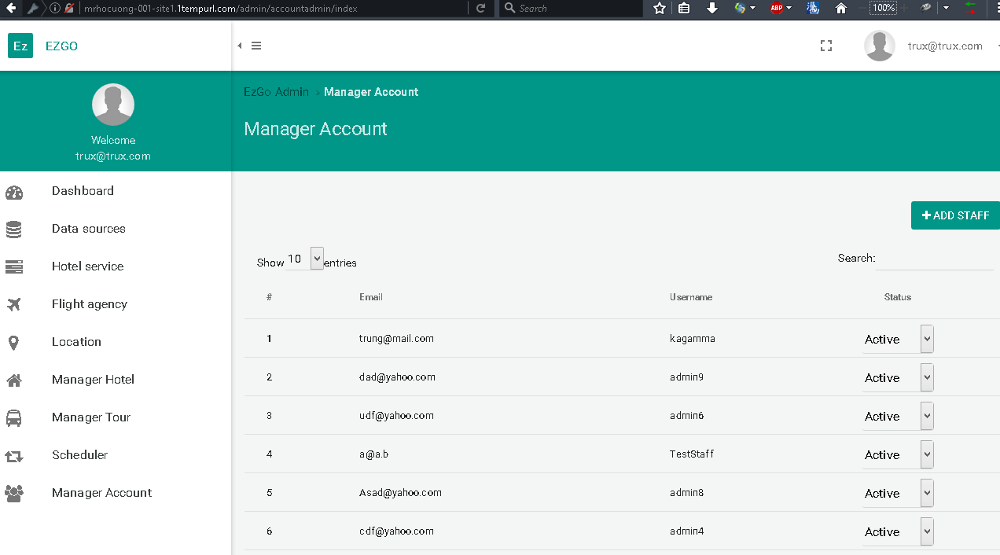 mrhocuong-001-site1.1tempurl.com/admin/accountadmin/index
Search
ABP
100%
Ez EZGO
trux@trux.com
Welcome
trux@trux.com
EzGo Admin › Manager Account
Manager Account
Dashboard
Data sources
Hotel service
Flight agency
Location
Manager Hotel
Manager Tour
Scheduler
Manager Account
+ ADD STAFF
Show 10 entries
Search:
# Email Username Status
1 trung@mail.com kagamma Active
2 dad@yahoo.com admin9 Active
3 udf@yahoo.com admin6 Active
4 a@a.b TestStaff Active
5 Asad@yahoo.com admin8 Active
6 cdf@yahoo.com admin4 Active